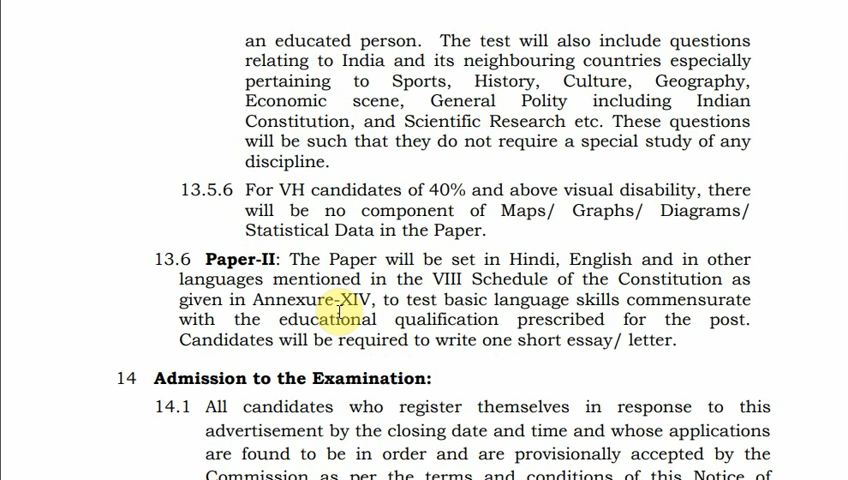 an educated person. The test will also include questions
relating to India and its neighbouring countries especially
pertaining to Sports, History, Culture, Geography,
Economic scene, General Polity including Indian
Constitution, and Scientific Research etc. These questions
will be such that they do not require a special study of any
discipline.
13.5.6 For VH candidates of 40% and above visual disability, there
will be no component of Maps/ Graphs/ Diagrams/
Statistical Data in the Paper.
13.6 Paper-II: The Paper will be set in Hindi, English and in other
languages mentioned in the VIII Schedule of the Constitution as
given in Annexure-XIV, to test basic language skills commensurate
with the educational qualification prescribed for the post.
Candidates will be required to write one short essay/ letter.
14 Admission to the Examination:
14.1 All candidates who register themselves in response to this
advertisement by the closing date and time and whose applications
are found to be in order and are provisionally accepted by the
Commission as per the terms and conditions of this Notice of